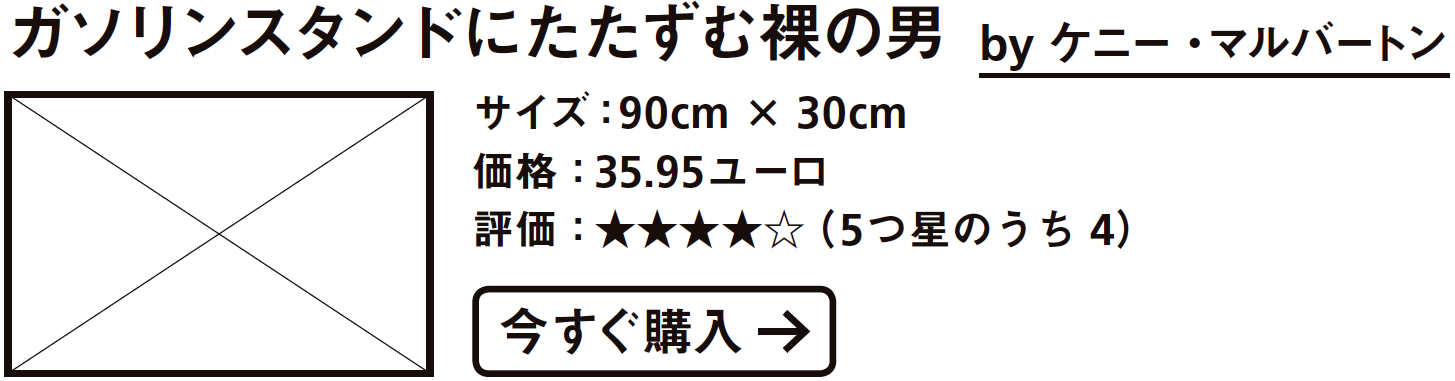 ガソリンスタンドにたたずむ裸の男 by ケニー・マルバートン
サイズ：90cm × 30cm
価格：35.95ユーロ
評価：★★★★☆（5つ星のうち 4）
今すぐ購入→